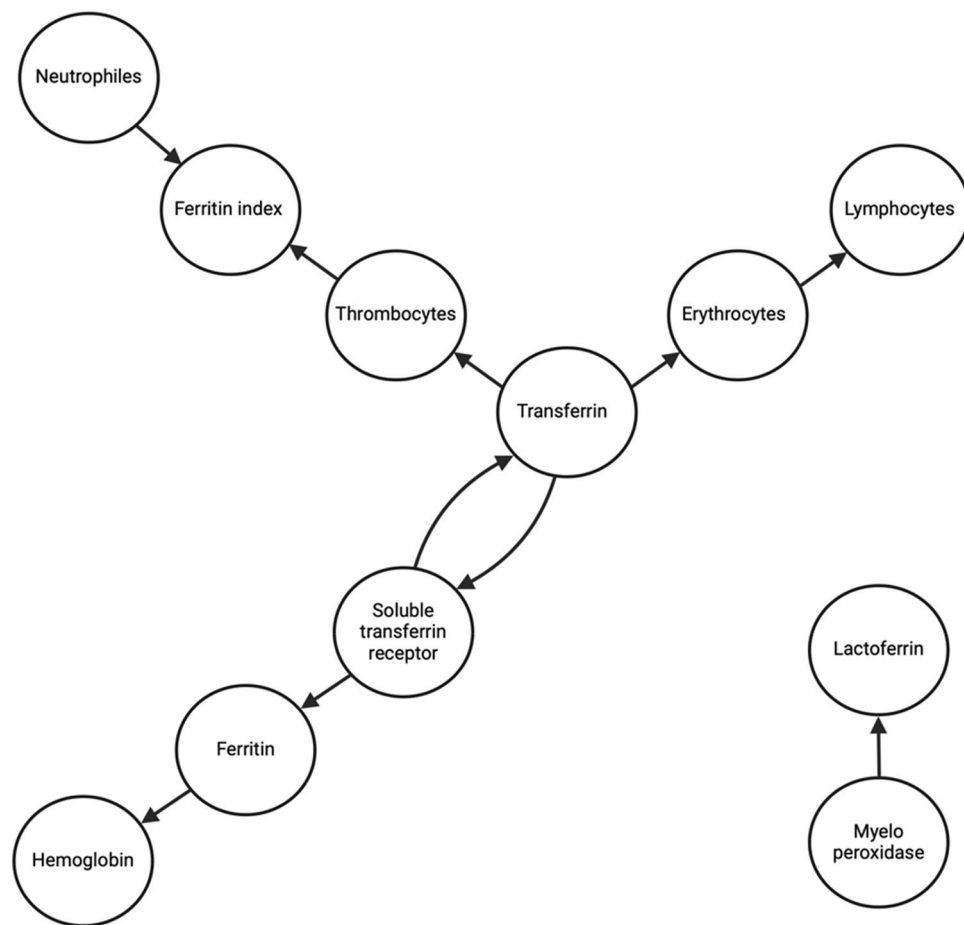 Neutrophiles
Ferritin index
Lymphocytes
Thrombocytes
Erythrocytes
Transferrin
Soluble
transferrin
receptor
Lactoferrin
Ferritin
Myelo
peroxidase
Hemoglobin